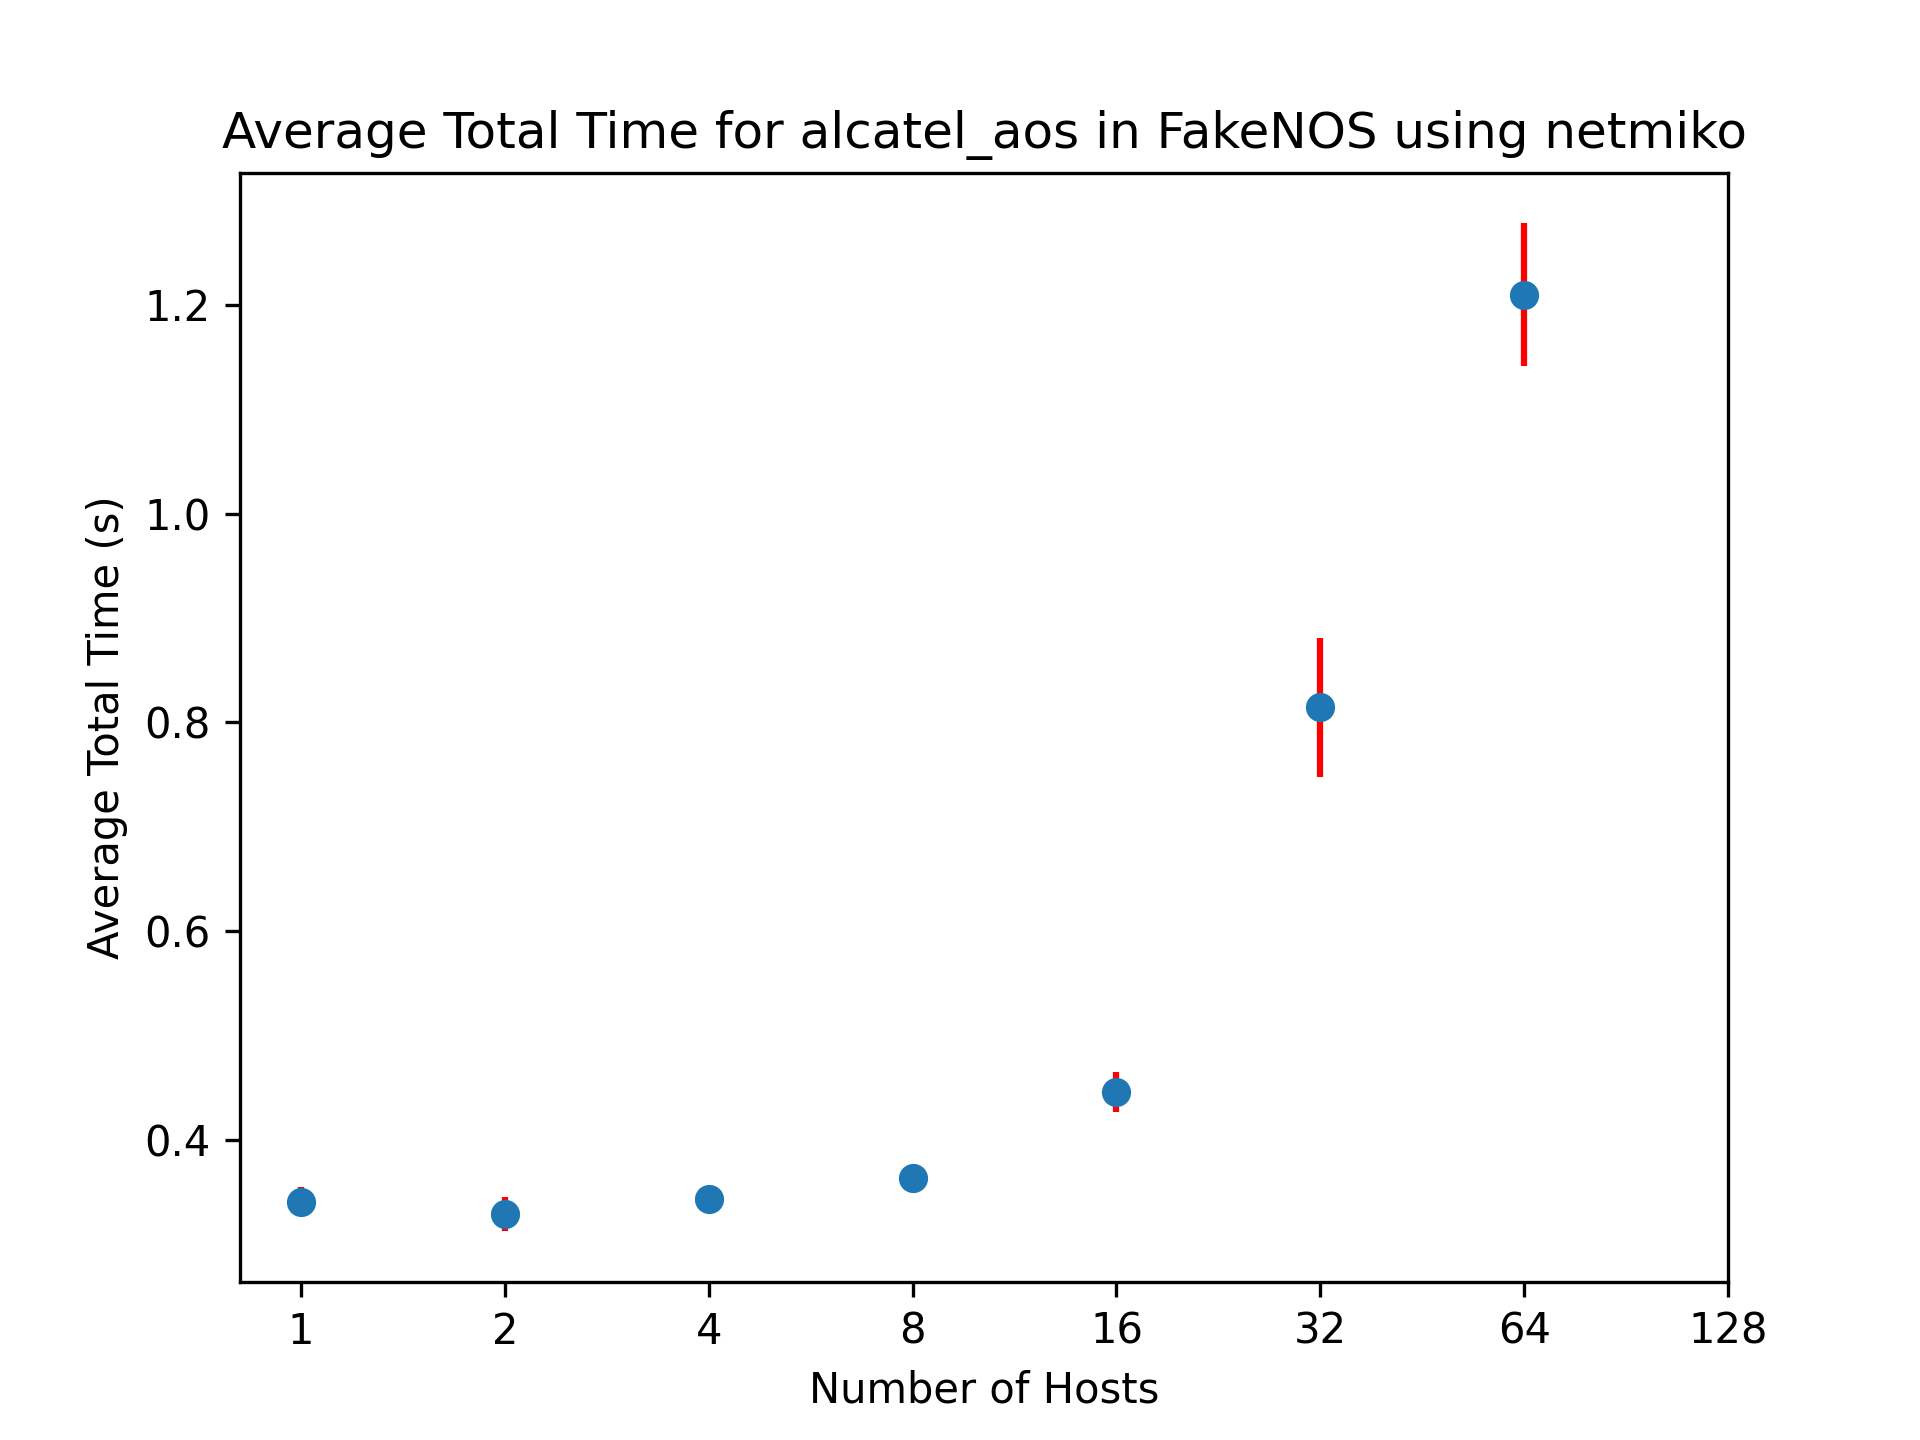 Average Total Time for alcatel_aos in FakeNOS using netmiko
Average Total Time (s)
1.2
1.0
0.8
0.6
0.4
1 2 4 8 16 32 64 128
Number of Hosts